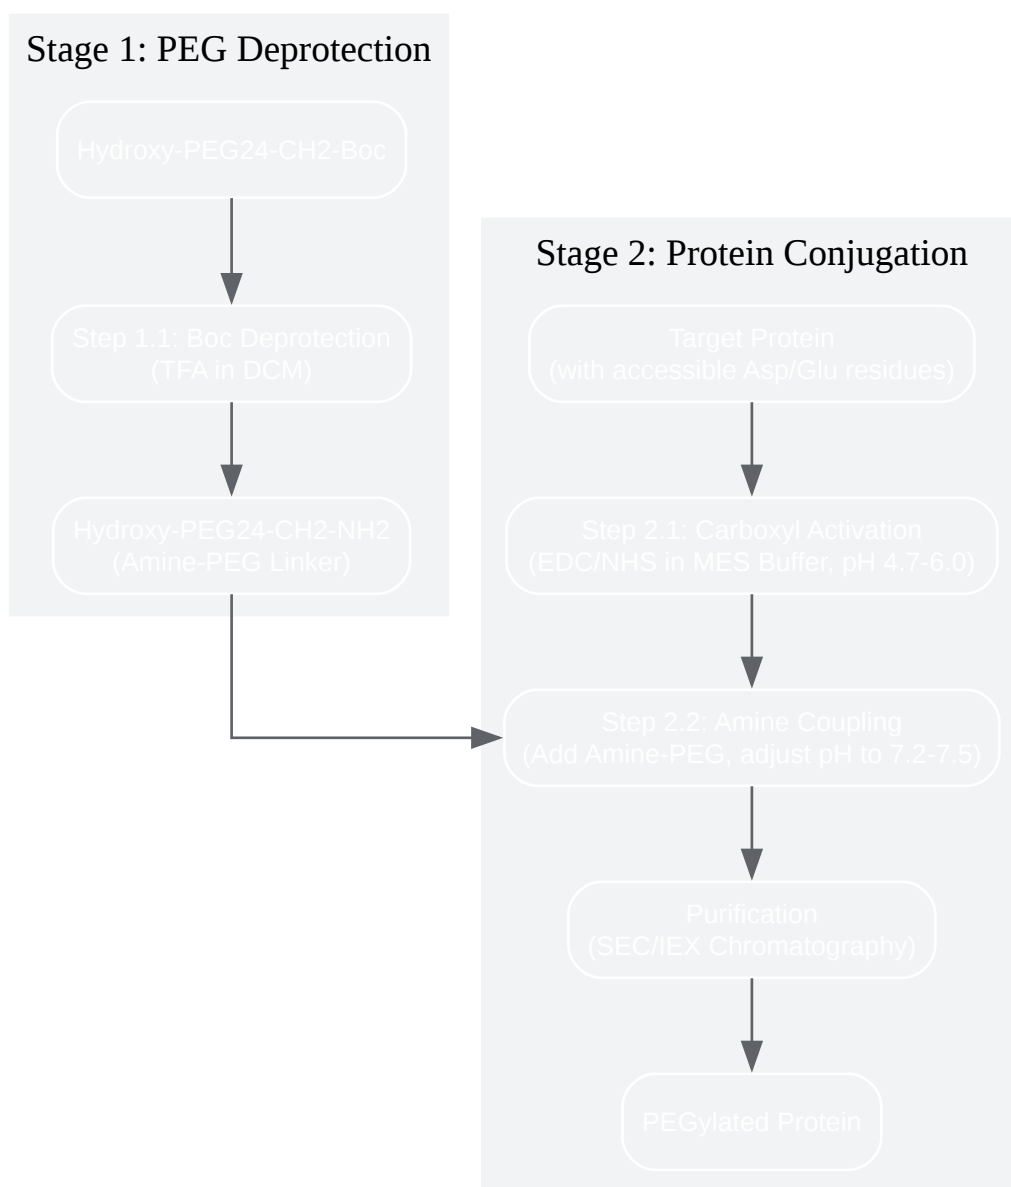 Stage 1: PEG Deprotection
Hydroxy-PEG24-CH2-Boc
Step 1.1: Boc Deprotection
(TFA in DCM)
Hydroxy-PEG24-CH2-NH2
(Amine-PEG Linker)
Stage 2: Protein Conjugation
Target Protein
(with accessible Asp/Glu residues)
Step 2.1: Carboxyl Activation
(EDC/NHS in MES Buffer, pH 4.7-6.0)
Step 2.2: Amine Coupling
(Add Amine-PEG, adjust pH to 7.2-7.5)
Purification
(SEC/IEX Chromatography)
PEGylated Protein